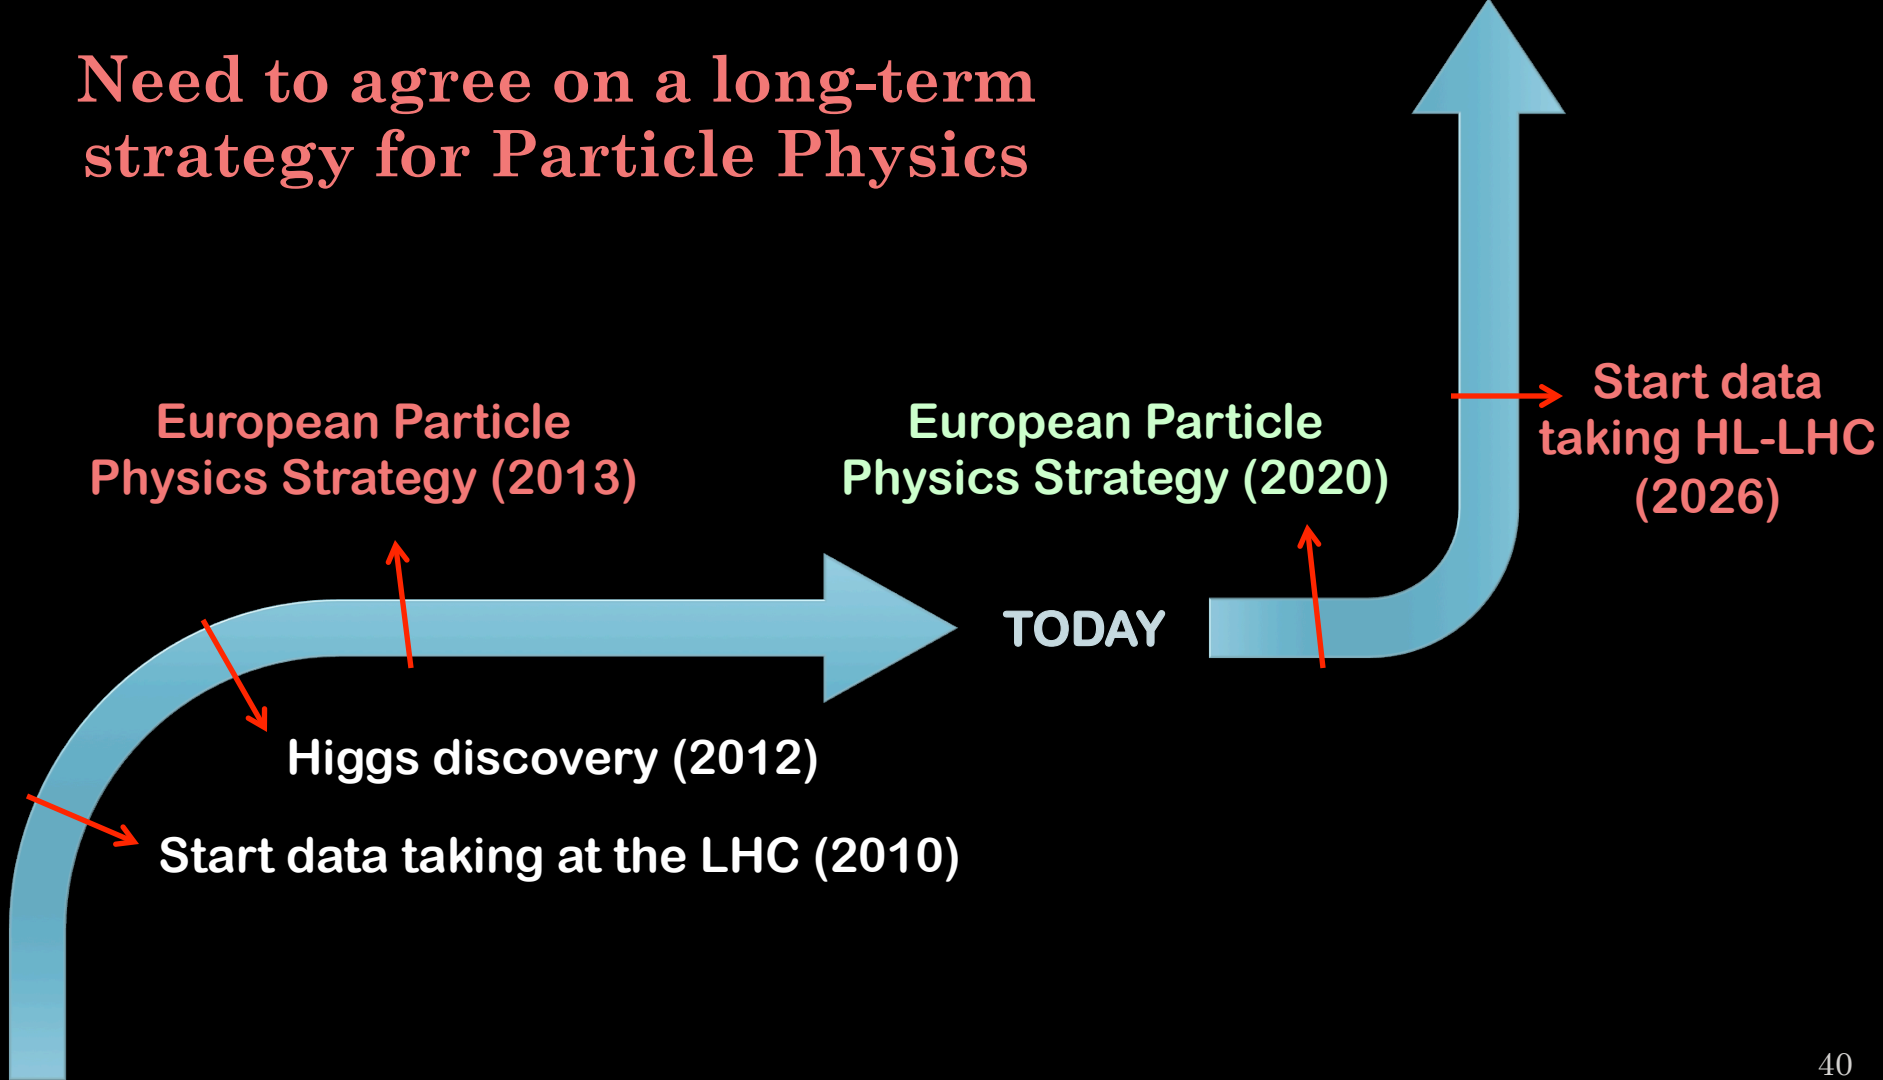 Need to agree on a long-term
strategy for Particle Physics
European Particle
Physics Strategy (2013)
European Particle
Physics Strategy (2020)
Start data
taking HL-LHC
(2026)
TODAY
Higgs discovery (2012)
Start data taking at the LHC (2010)
40